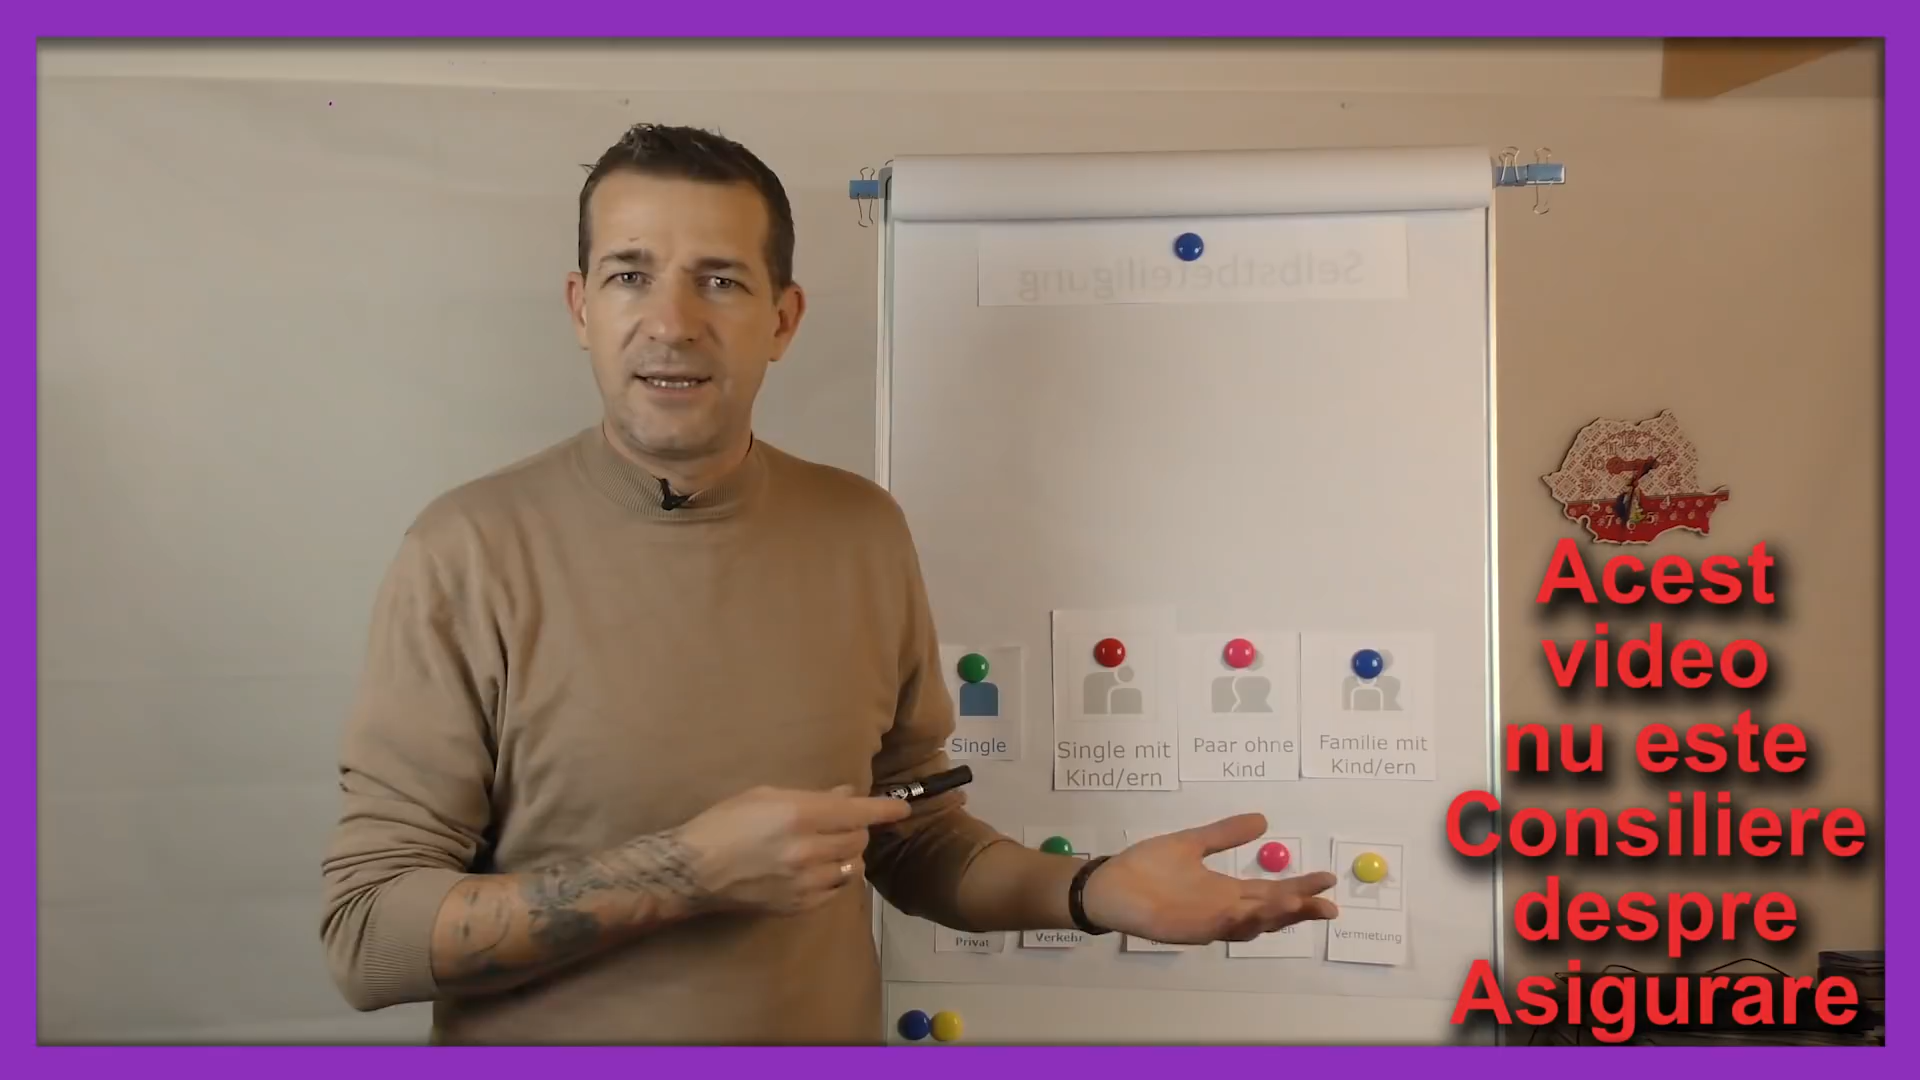 Selbstbeteiligung
Single
Single mit
Kind/ern
Paar ohne
Kind
Familie mit
Kind/ern
Privat
Verkehr
Vermietung
Acest
video
nu este
Consiliere
despre
Asigurare